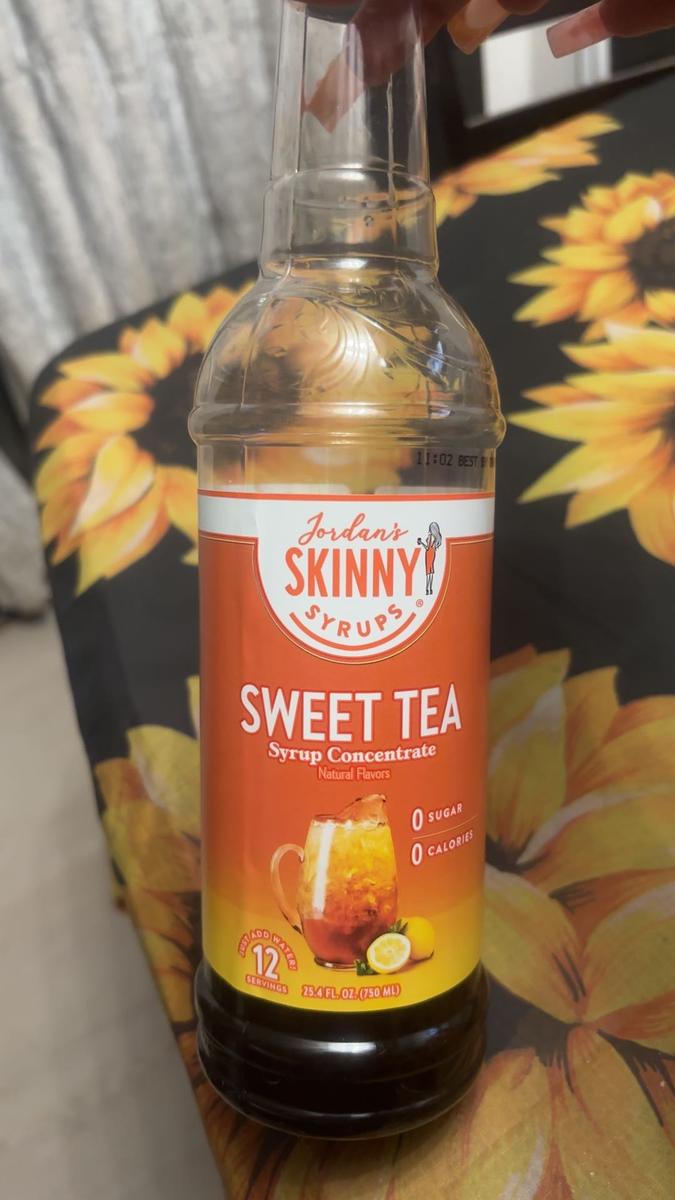 11:02 BEST
Jordan's
SKINNY
SYRUPS®
SWEET TEA
Syrup Concentrate
Natural Flavors
0 SUGAR
0 CALORIES
JUST ADD WATER!
12
SERVINGS
25.4 FL. OZ. (750 ML)